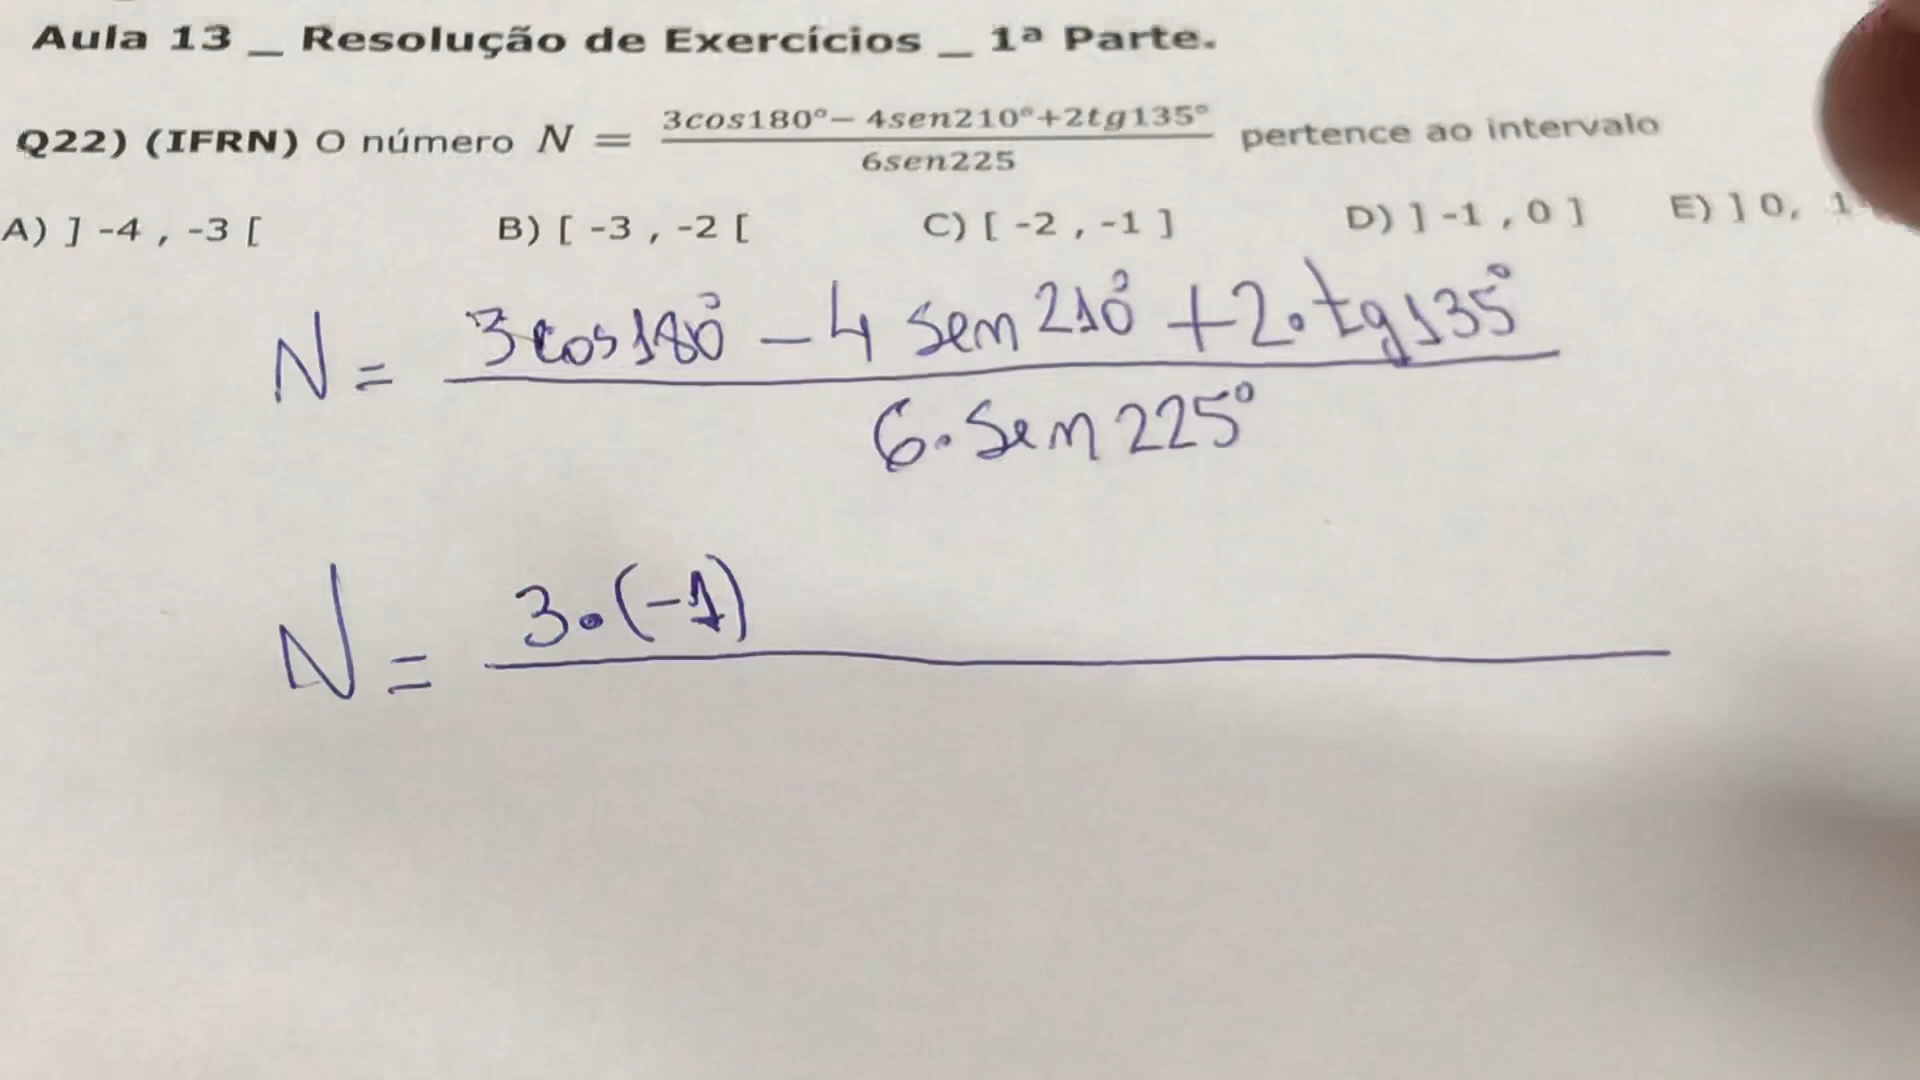 Aula 13 _ Resolução de Exercícios _ 1ª Parte.
Q22) (IFRN) O número N = 3cos180°− 4sen210°+2tg135° / 6sen225 pertence ao intervalo
A) ] -4 , -3 [ B) [ -3 , -2 [ C) [ -2 , -1 ] D) ] -1 , 0 ] E) ] 0, 1
N = 3cos180° − 4 sen 210° + 2.tg135° / 6.Sen 225°
N = 3.(−1)